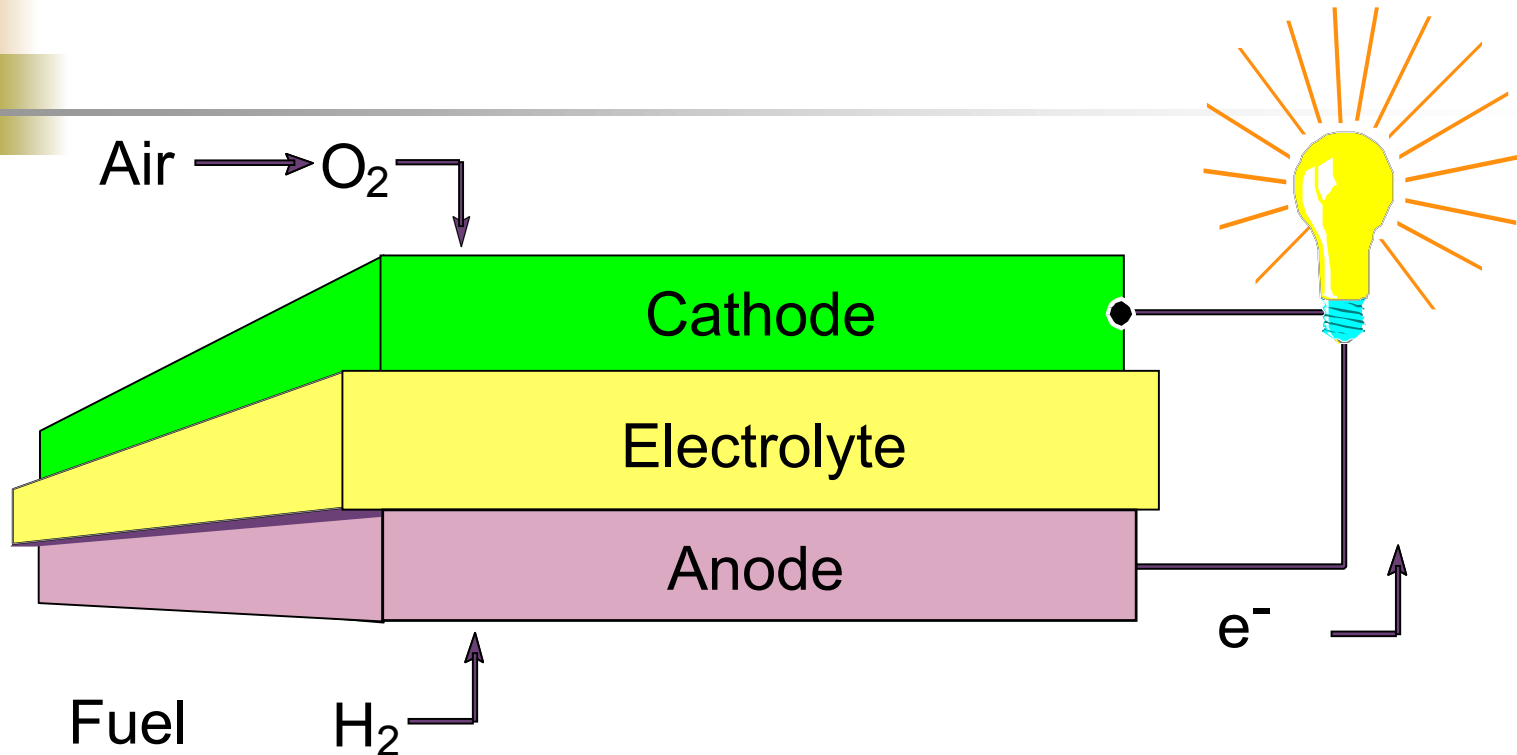 Air O₂
Cathode
Electrolyte
Anode
e⁻
Fuel H₂